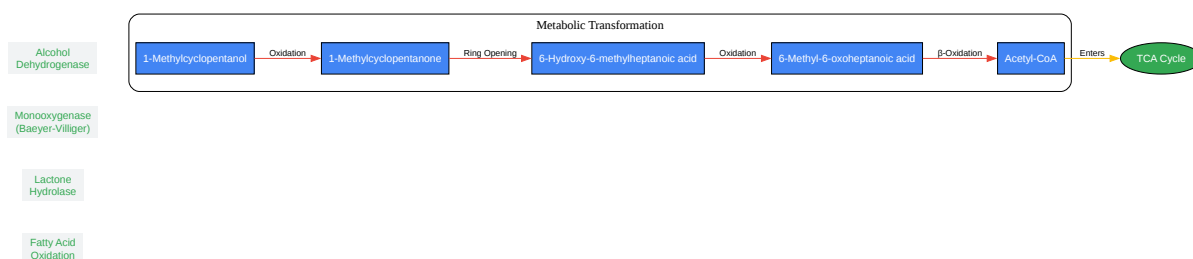 Metabolic Transformation
Alcohol
Dehydrogenase
1-Methylcyclopentanol
Oxidation
1-Methylcyclopentanone
Ring Opening
6-Hydroxy-6-methylheptanoic acid
Oxidation
6-Methyl-6-oxoheptanoic acid
β-Oxidation
Acetyl-CoA
Enters
TCA Cycle
Monooxygenase
(Baeyer-Villiger)
Lactone
Hydrolase
Fatty Acid
Oxidation